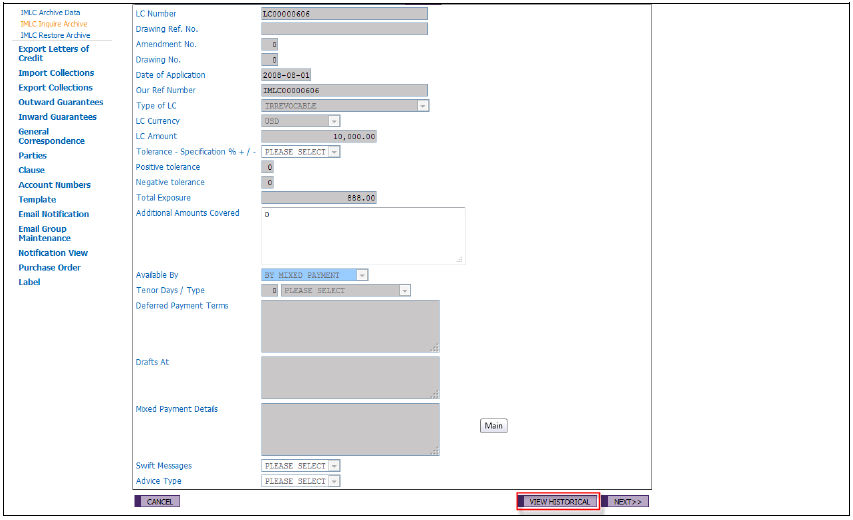 IMLC Archive Data
IMLC Inquire Archive
IMLC Restore Archive
Export Letters of
Credit
Import Collections
Export Collections
Outward Guarantees
Inward Guarantees
General
Correspondence
Parties
Clause
Account Numbers
Template
Email Notification
Email Group
Maintenance
Notification View
Purchase Order
Label
LC Number LC00000606
Drawing Ref. No.
Amendment No. 0
Drawing No. 0
Date of Application 2008-08-01
Our Ref Number IMLC00000606
Type of LC IRREVOCABLE
LC Currency USD
LC Amount 10,000.00
Tolerance - Specification % + / - PLEASE SELECT
Positive tolerance 0
Negative tolerance 0
Total Exposure 888.00
Additional Amounts Covered 0
Available By BY MIXED PAYMENT
Tenor Days / Type 0 PLEASE SELECT
Deferred Payment Terms
Drafts At
Mixed Payment Details
Main
Swift Messages PLEASE SELECT
Advice Type PLEASE SELECT
CANCEL VIEW HISTORICAL NEXT>>